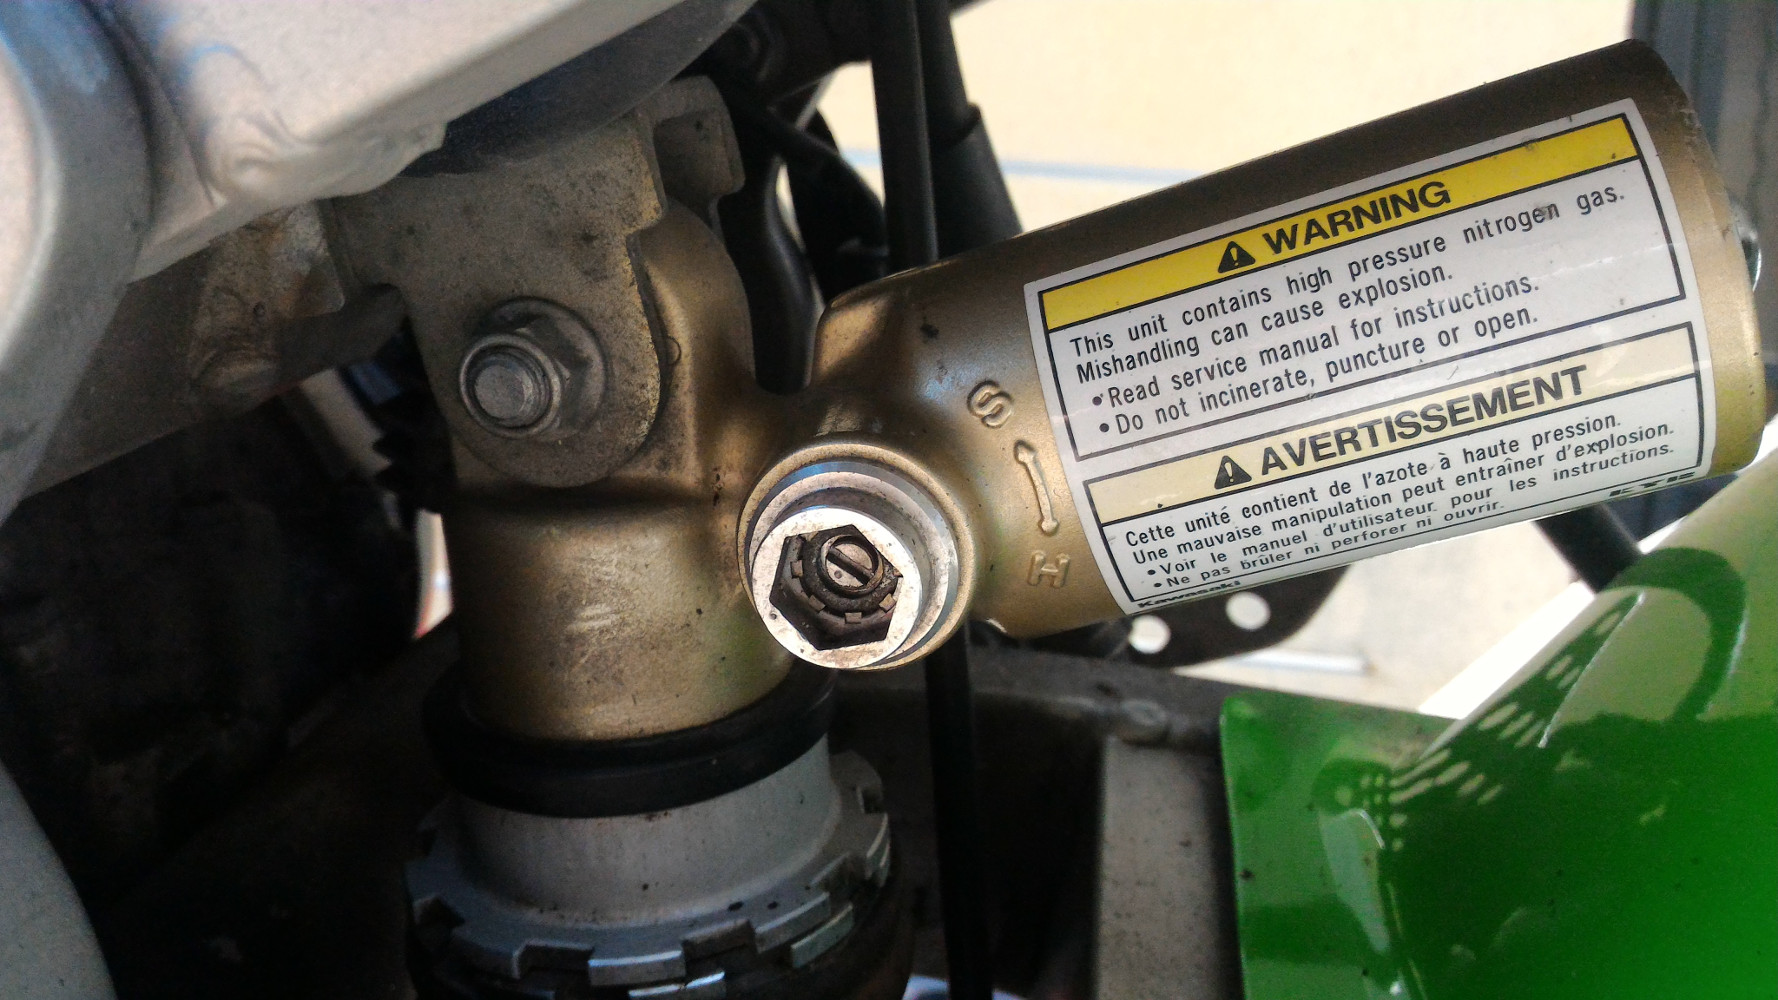 WARNING
This unit contains high pressure nitrogen gas.
Mishandling can cause explosion.
• Read service manual for instructions.
• Do not incinerate, puncture or open.
AVERTISSEMENT
Cette unité contient de l'azote à haute pression.
Une mauvaise manipulation peut entraîner d'explosion.
• Voir le manuel d'utilisateur pour les instructions.
• Ne pas brûler ni perforer ni ouvrir.
Kawasaki
S
H